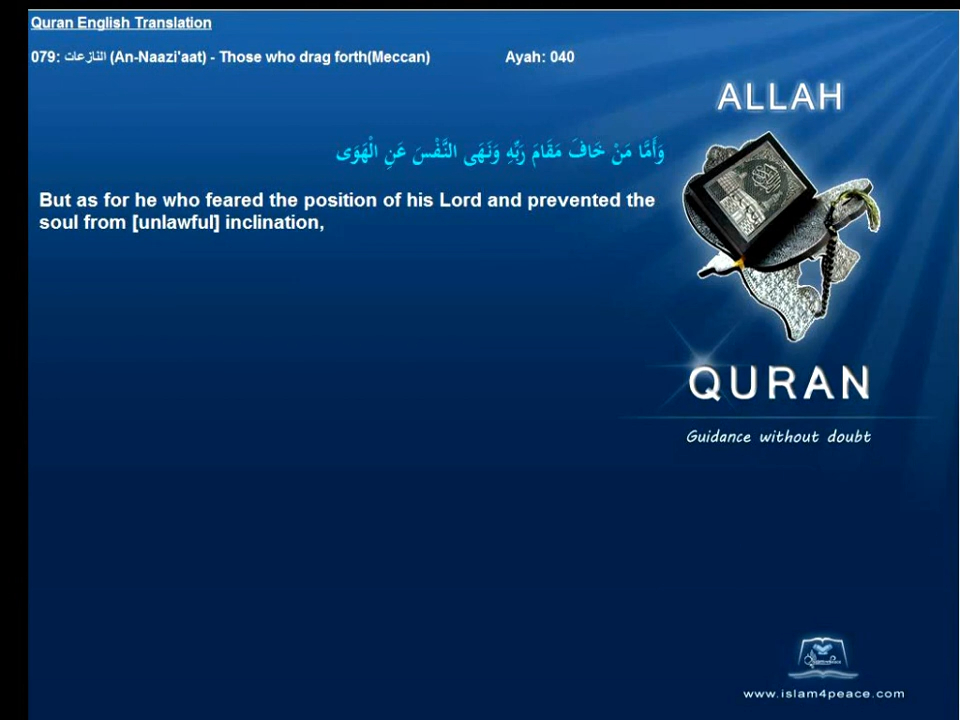 Quran English Translation
079: النازعات (An-Naazi'aat) - Those who drag forth(Meccan) Ayah: 040
ALLAH
وَأَمَّا مَنْ خَافَ مَقَامَ رَبِّهِ وَنَهَى النَّفْسَ عَنِ الْهَوَى
But as for he who feared the position of his Lord and prevented the
soul from [unlawful] inclination,
QURAN
Guidance without doubt
www.islam4peace.com